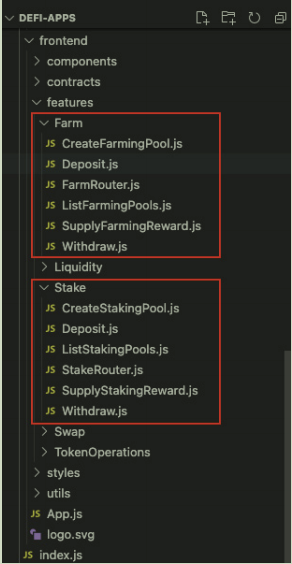 DEFI-APPS
frontend
components
contracts
features
Farm
JS CreateFarmingPool.js
JS Deposit.js
JS FarmRouter.js
JS ListFarmingPools.js
JS SupplyFarmingReward.js
JS Withdraw.js
Liquidity
Stake
JS CreateStakingPool.js
JS Deposit.js
JS ListStakingPools.js
JS StakeRouter.js
JS SupplyStakingReward.js
JS Withdraw.js
Swap
TokenOperations
styles
utils
JS App.js
logo.svg
JS index.js